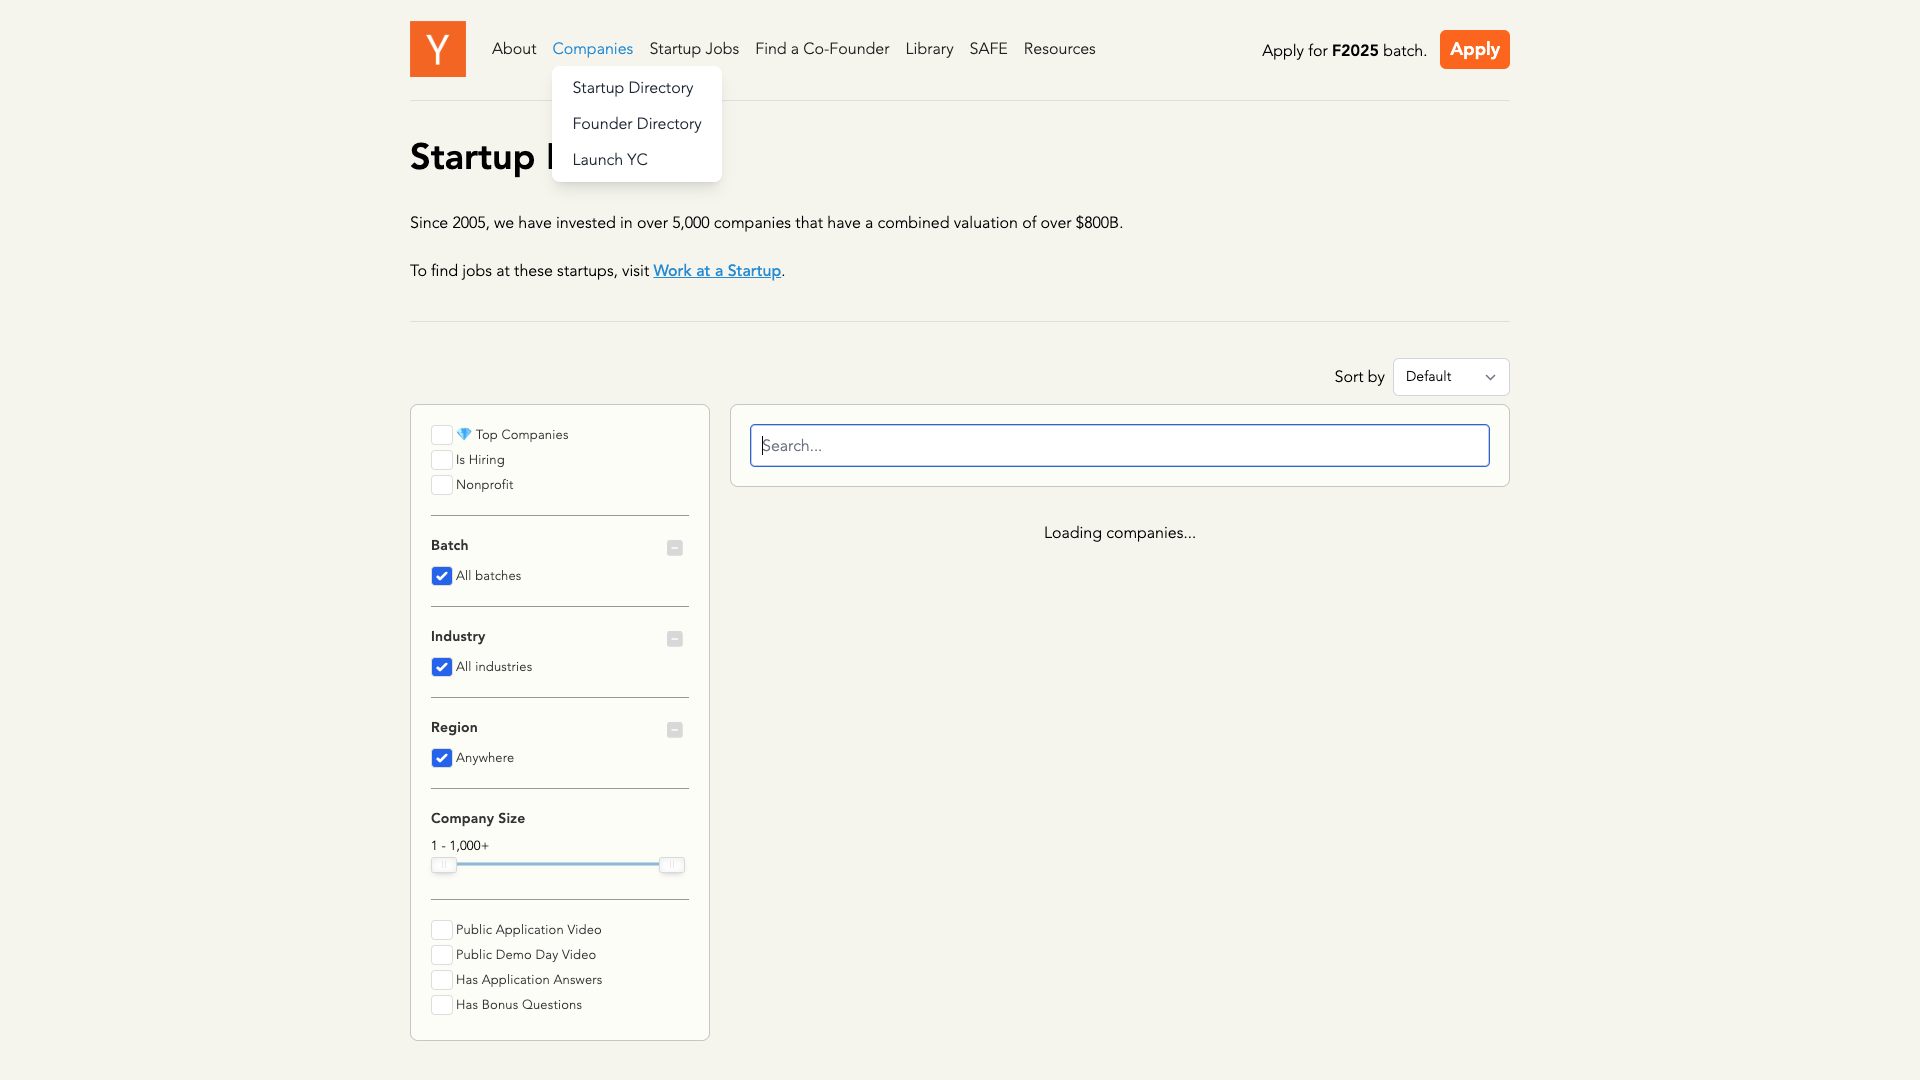 Y
About Companies Startup Jobs Find a Co-Founder Library SAFE Resources
Apply for F2025 batch. Apply
Startup Directory
Founder Directory
Launch YC
Startup
Since 2005, we have invested in over 5,000 companies that have a combined valuation of over $800B.
To find jobs at these startups, visit Work at a Startup.
Sort by Default
Top Companies
Is Hiring
Nonprofit
Batch
All batches
Industry
All industries
Region
Anywhere
Company Size
1 - 1,000+
Public Application Video
Public Demo Day Video
Has Application Answers
Has Bonus Questions
Search...
Loading companies...